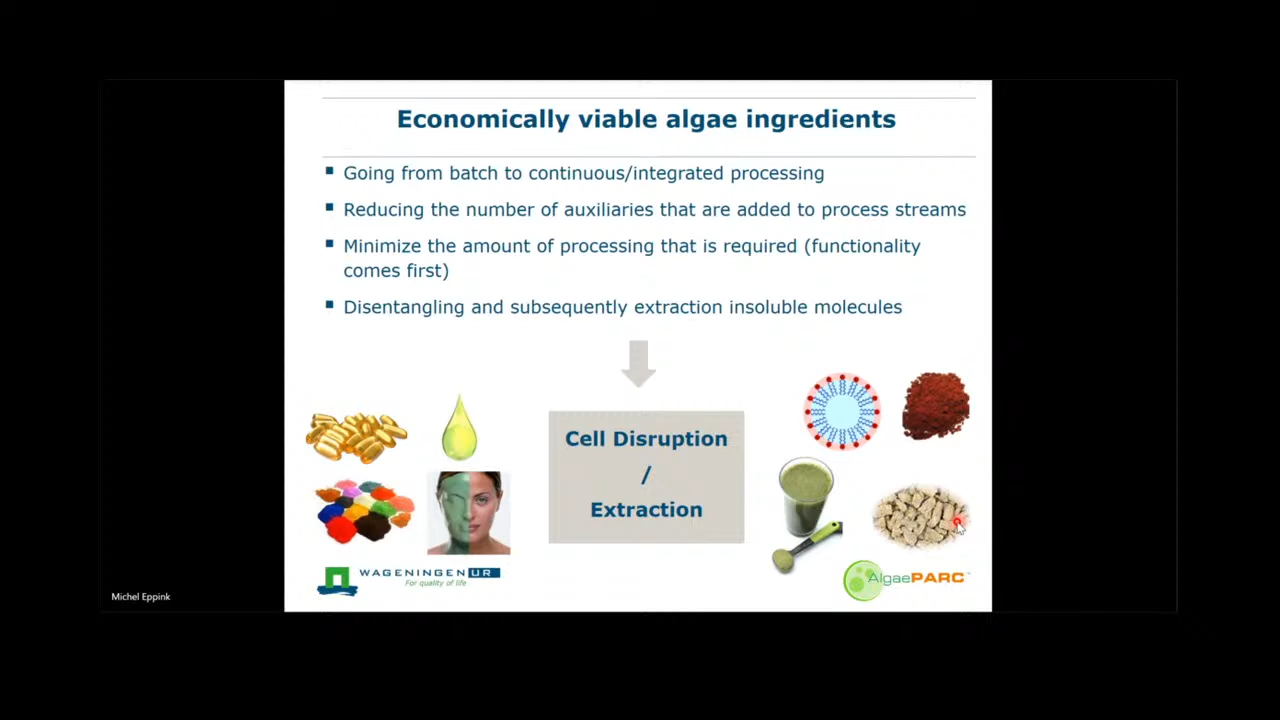 Economically viable algae ingredients
Going from batch to continuous/integrated processing
Reducing the number of auxiliaries that are added to process streams
Minimize the amount of processing that is required (functionality
comes first)
Disentangling and subsequently extraction insoluble molecules
Cell Disruption
/
Extraction
WAGENINGEN UR
For quality of life
AlgaePARC
Michel Eppink